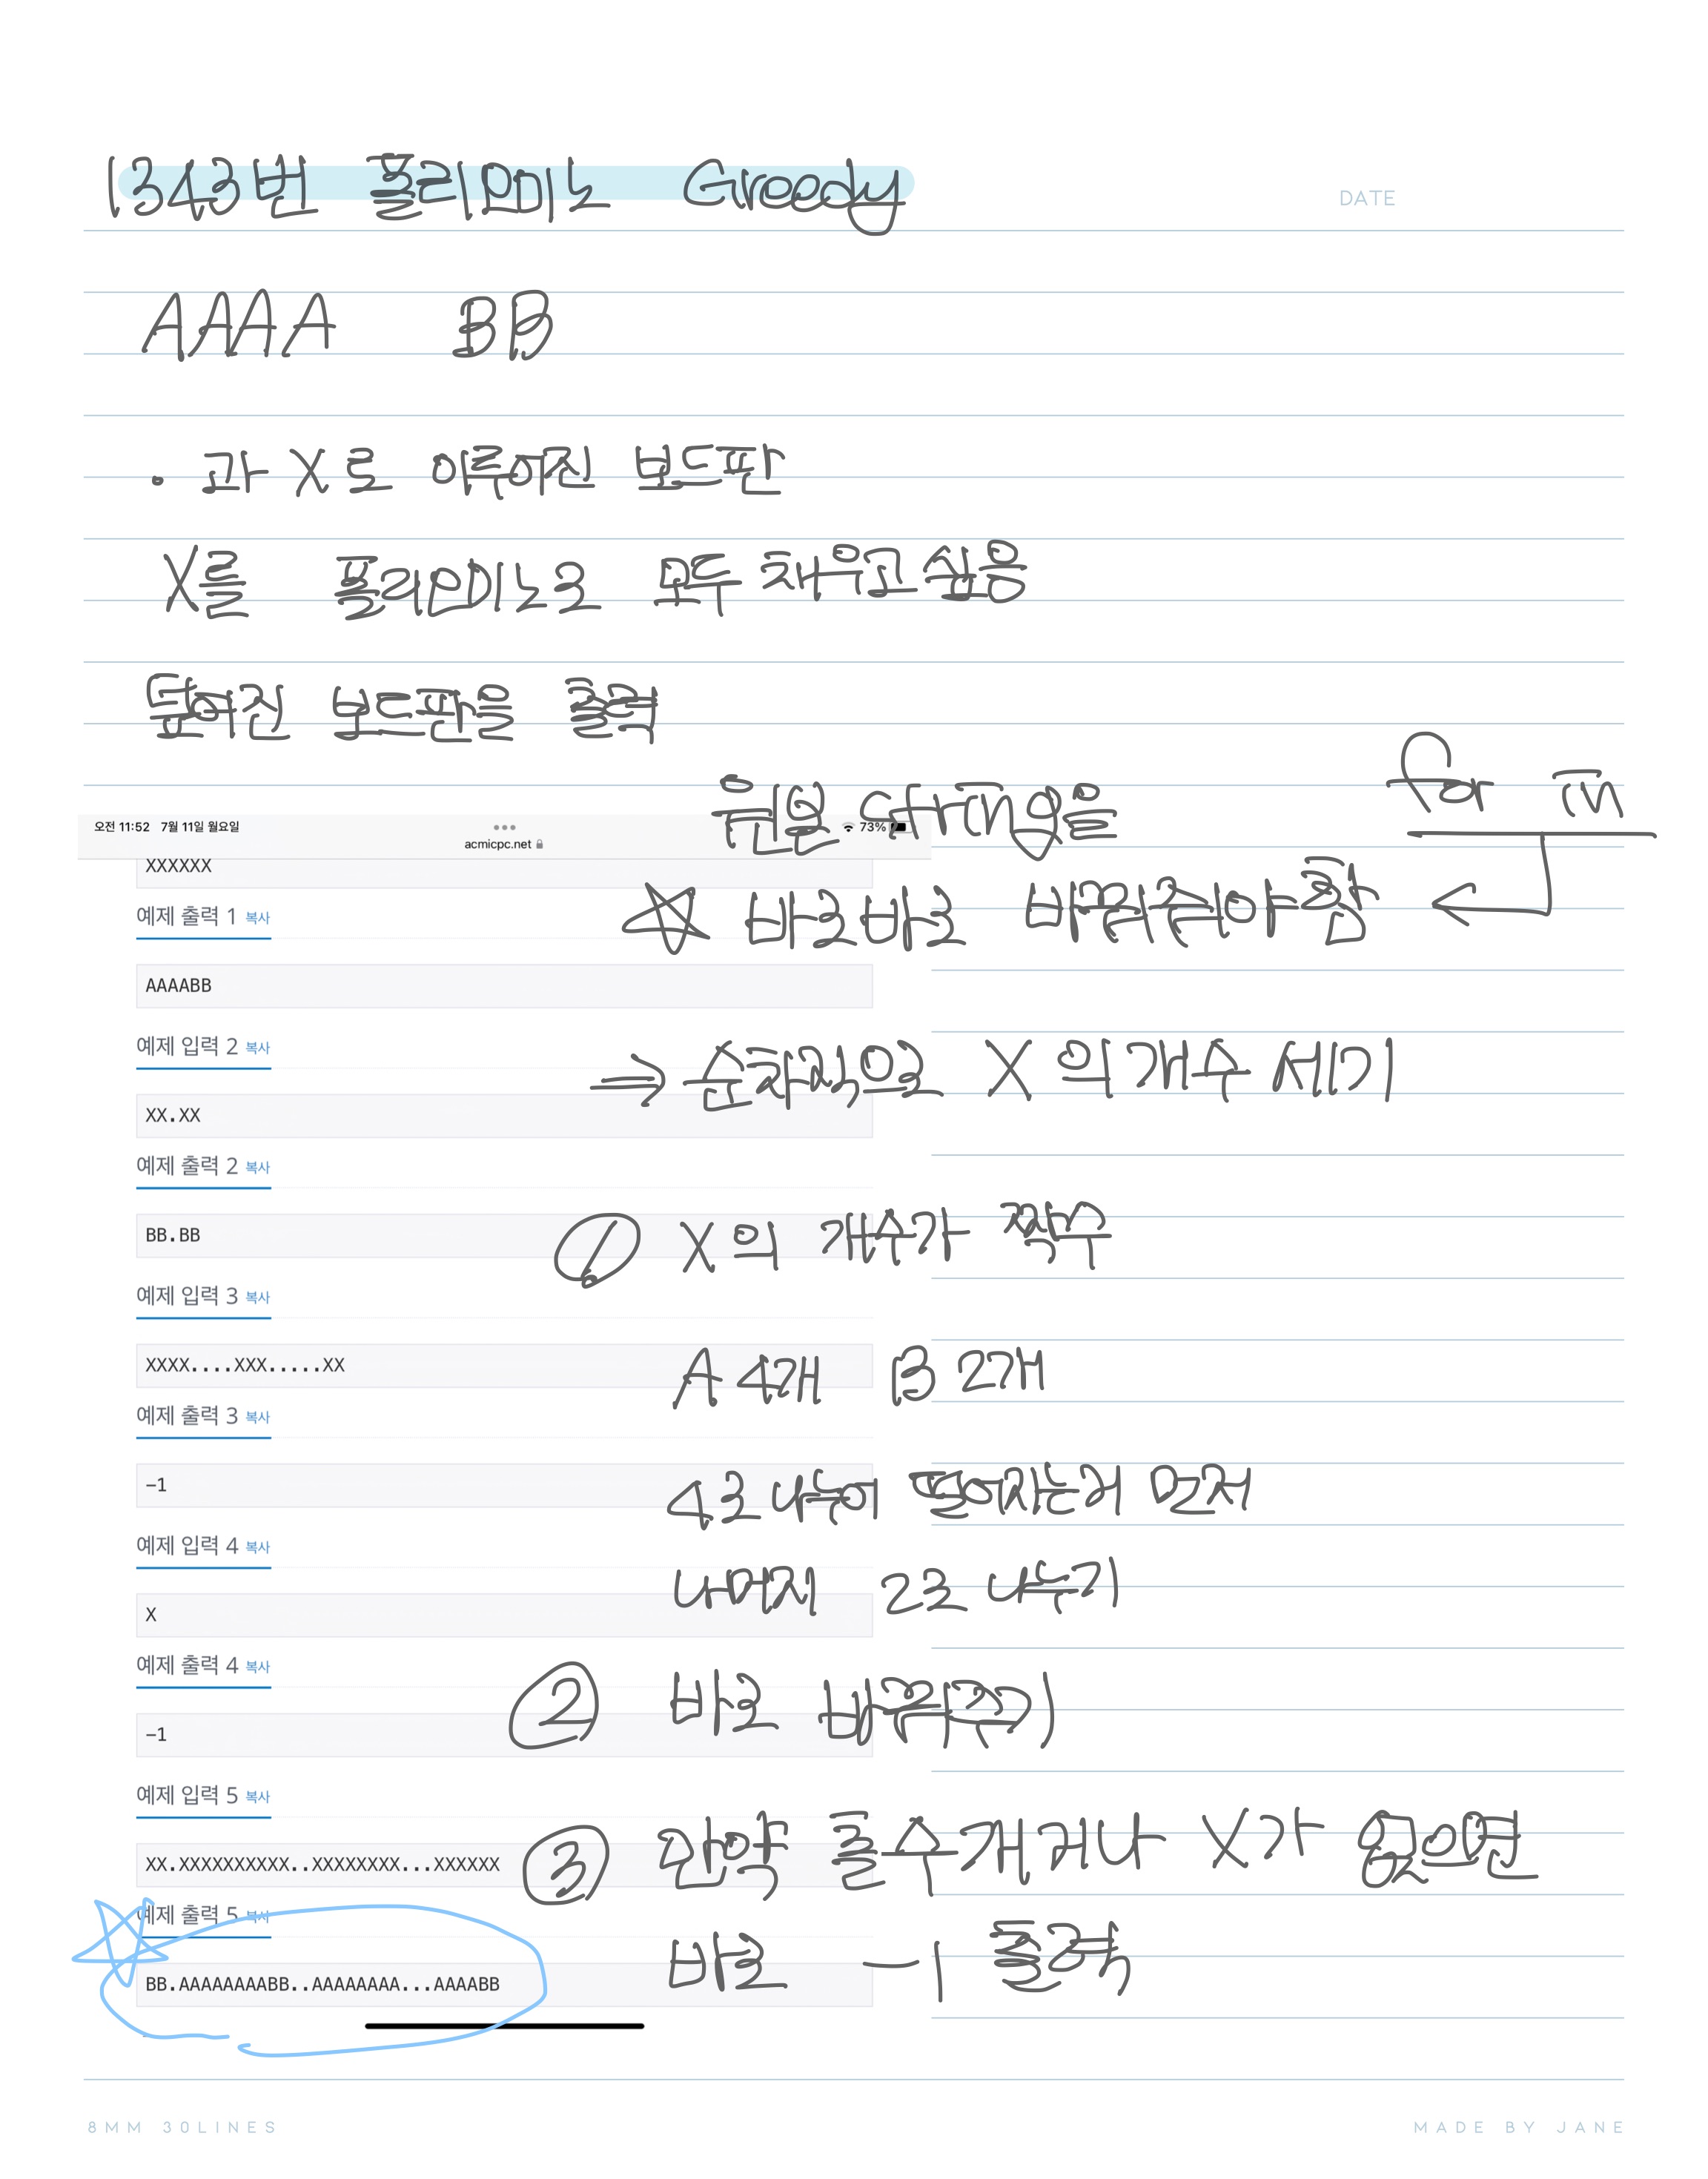 1343번 폴리오미노 Greedy
DATE
AAAA BB
. 과 X로 이루어진 보드판
X를 폴리오미노로 모두 채우고 싶음
덮어진 보드판을 출력
for in
원본 을
오전 11:52 7월 11일 월요일
73%
acmicpc.net
XXXXXX
☆ 바로바로 바꿔줘야함 ←
예제 출력 1 복사
AAAABB
예제 입력 2 복사
⇒ 순차적으로 X의 개수 세기
XX.XX
예제 출력 2 복사
BB.BB
① X의 개수가 짝수
예제 입력 3 복사
XXXX....XXX.....XX
A 4개 B 2개
예제 출력 3 복사
-1
4로 나누어 떨어지는거 먼저
예제 입력 4 복사
나머지 2로 나누기
X
예제 출력 4 복사
② 바로 바꿔주기
-1
예제 입력 5 복사
XX.XXXXXXXXXX..XXXXXXXX...XXXXXX
③ 만약 홀수개거나 X가 없으면
예제 출력 5 복사
바로 -1 출력
BB.AAAAAAAABB..AAAAAAAA...AAAABB
8MM 30LINES
MADE BY JANE